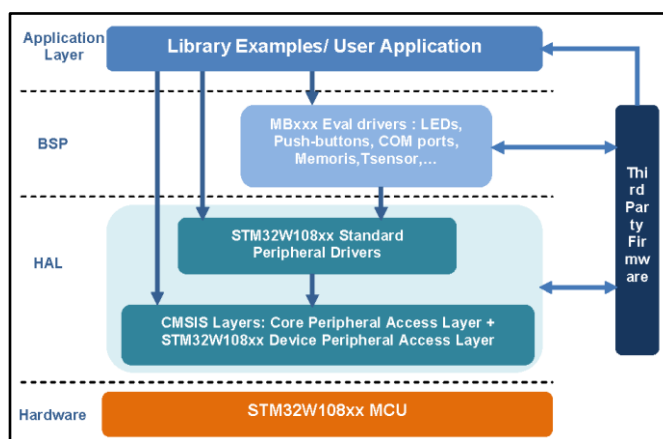 Application
Layer
Library Examples/ User Application
BSP
MBxxx Eval drivers : LEDs,
Push-buttons, COM ports,
Memoris,Tsensor,...
HAL
STM32W108xx Standard
Peripheral Drivers
CMSIS Layers: Core Peripheral Access Layer +
STM32W108xx Device Peripheral Access Layer
Thi
rd
Par
ty
Fir
mw
are
Hardware
STM32W108xx MCU